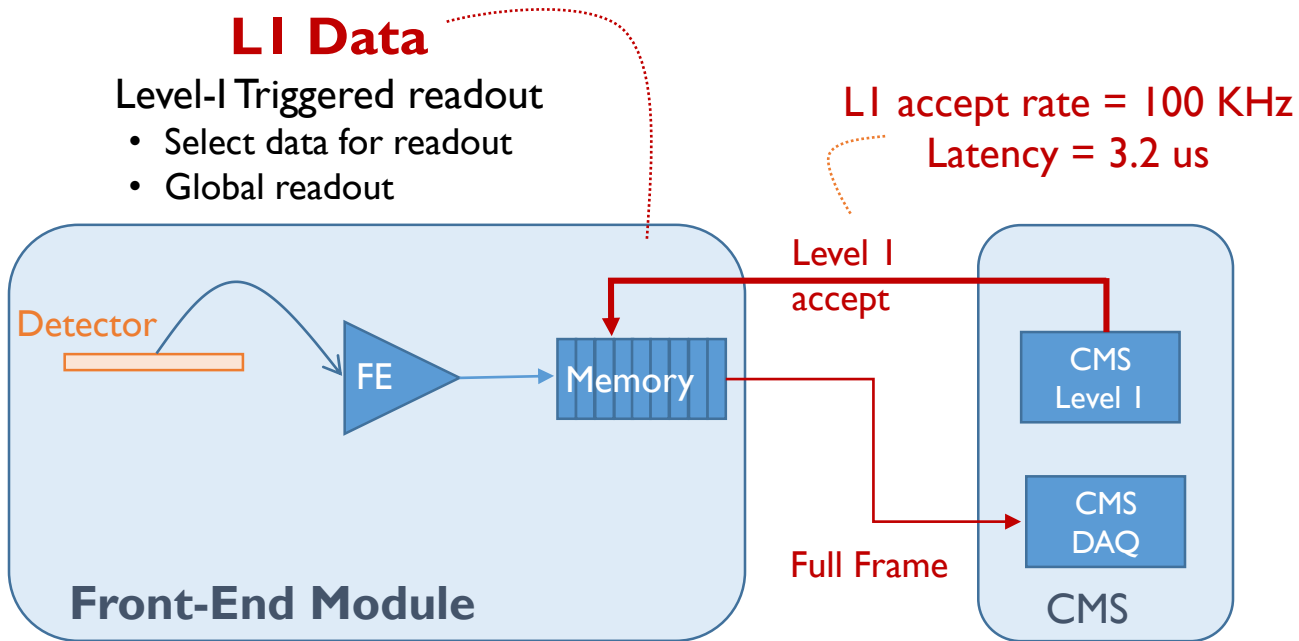 L1 Data
Level-1 Triggered readout
• Select data for readout
• Global readout
L1 accept rate = 100 KHz
Latency = 3.2 us
Level 1
accept
Detector
FE
Memory
CMS
Level 1
CMS
DAQ
Full Frame
Front-End Module
CMS